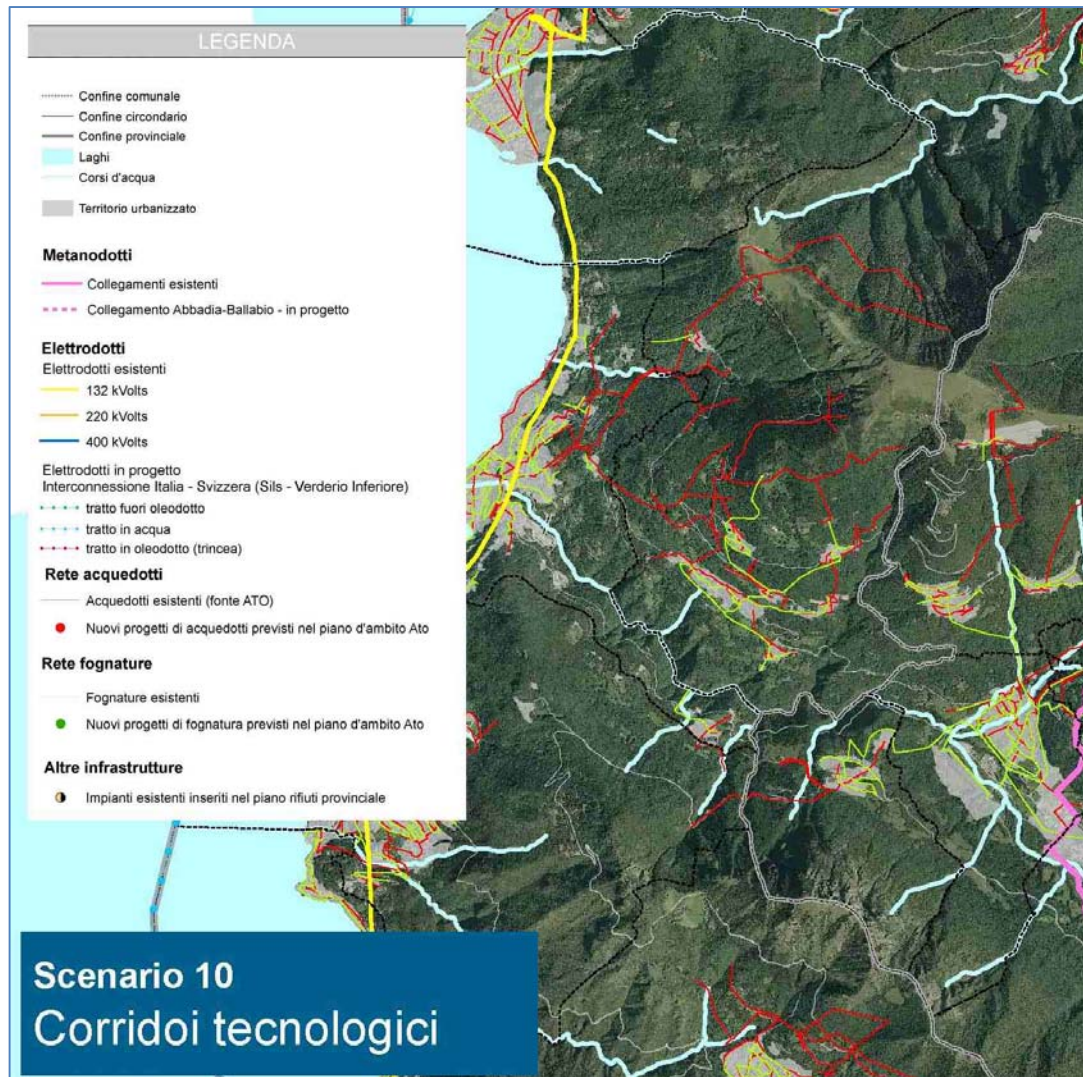 LEGENDA
Confine comunale
Confine circondario
Confine provinciale
Laghi
Corsi d'acqua
Territorio urbanizzato
Metanodotti
Collegamenti esistenti
Collegamento Abbadia-Ballabio - in progetto
Elettrodotti
Elettrodotti esistenti
132 kVolts
220 kVolts
400 kVolts
Elettrodotti in progetto
Interconnessione Italia - Svizzera (Sils - Verderio Inferiore)
tratto fuori oleodotto
tratto in acqua
tratto in oleodotto (trincea)
Rete acquedotti
Acquedotti esistenti (fonte ATO)
Nuovi progetti di acquedotti previsti nel piano d'ambito Ato
Rete fognature
Fognature esistenti
Nuovi progetti di fognatura previsti nel piano d'ambito Ato
Altre infrastrutture
Impianti esistenti inseriti nel piano rifiuti provinciale
Scenario 10
Corridoi tecnologici